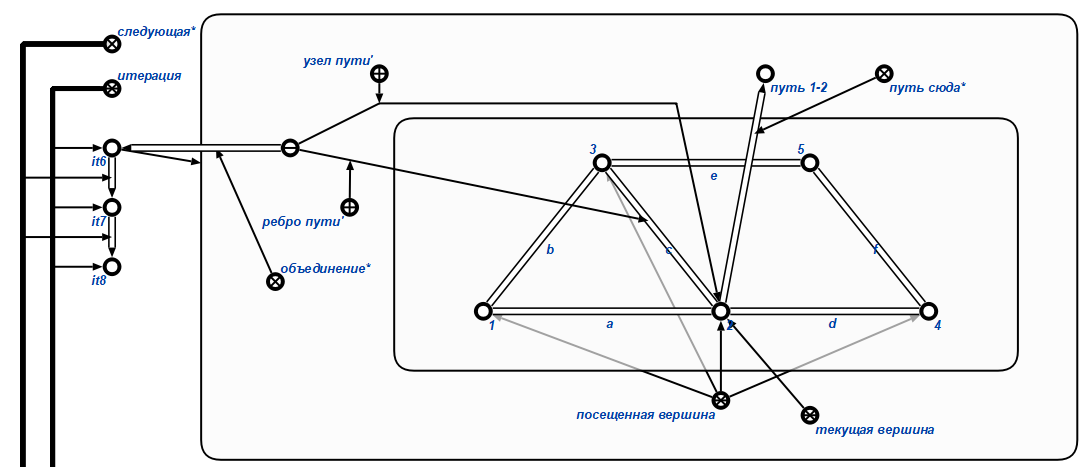 следующая*
итерация
узел пути'
путь 1-2
путь сюда*
it6
3
5
e
ребро пути'
it7
b
c
f
объединение*
it8
1
a
2
d
4
посещенная вершина
текущая вершина